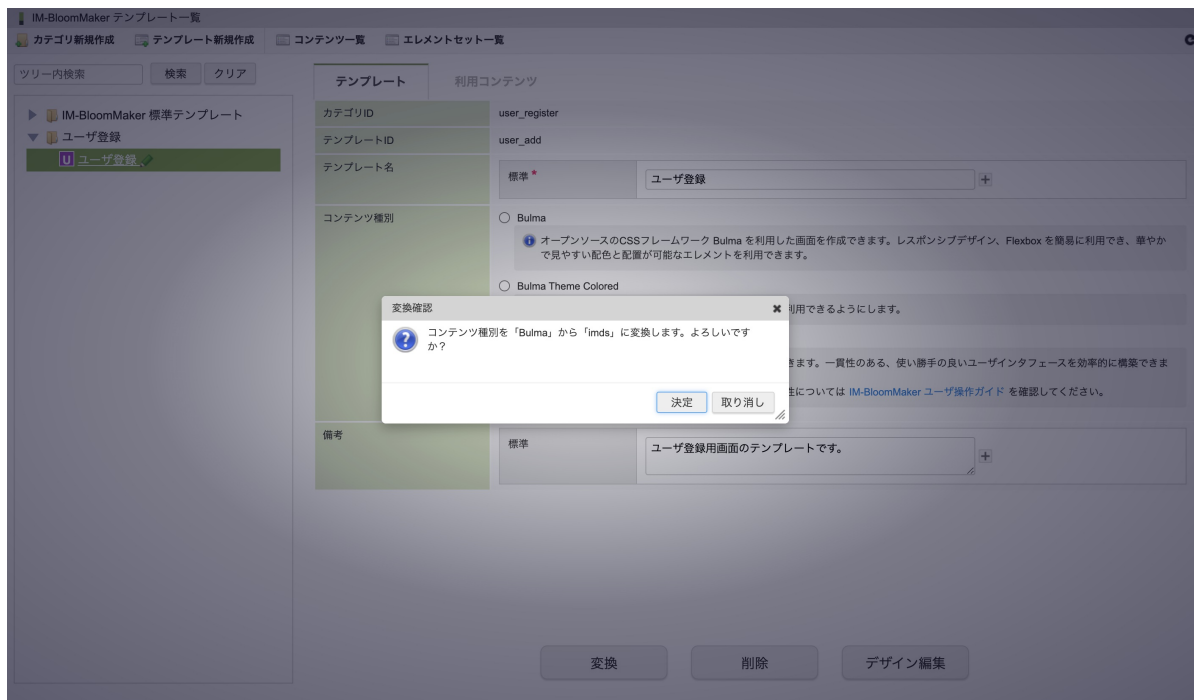 IM-BloomMaker テンプレート一覧
カテゴリ新規作成 テンプレート新規作成 コンテンツ一覧 エレメントセット一覧
ツリー内検索 検索 クリア
IM-BloomMaker 標準テンプレート
ユーザ登録
U ユーザ登録
テンプレート 利用コンテンツ
カテゴリID user_register
テンプレートID user_add
テンプレート名 標準 * ユーザ登録
コンテンツ種別 Bulma
オープンソースのCSSフレームワーク Bulma を利用した画面を作成できます。レスポンシブデザイン、Flexbox を簡易に利用でき、華やか
で見やすい配色と配置が可能なエレメントを利用できます。
Bulma Theme Colored
利用できるようにします。
きます。一貫性のある、使い勝手の良いユーザインタフェースを効率的に構築できま
性については IM-BloomMaker ユーザ操作ガイド を確認してください。
変換確認
コンテンツ種別を「Bulma」から「imds」に変換します。よろしいです
か？
決定 取り消し
備考 標準 ユーザ登録用画面のテンプレートです。
変換 削除 デザイン編集